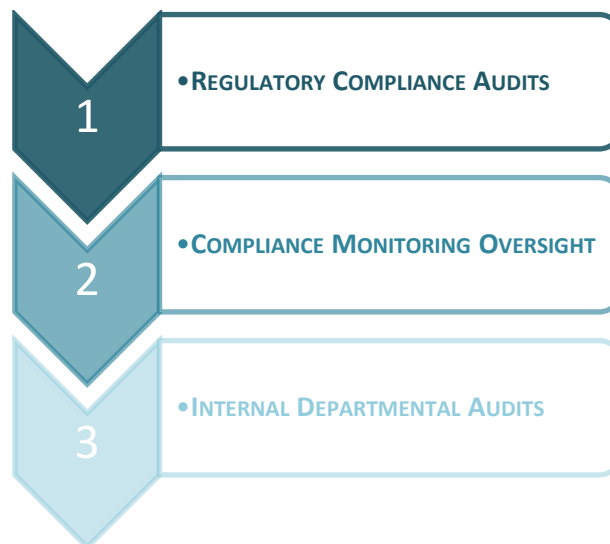 1
•REGULATORY COMPLIANCE AUDITS
2
•COMPLIANCE MONITORING OVERSIGHT
3
•INTERNAL DEPARTMENTAL AUDITS